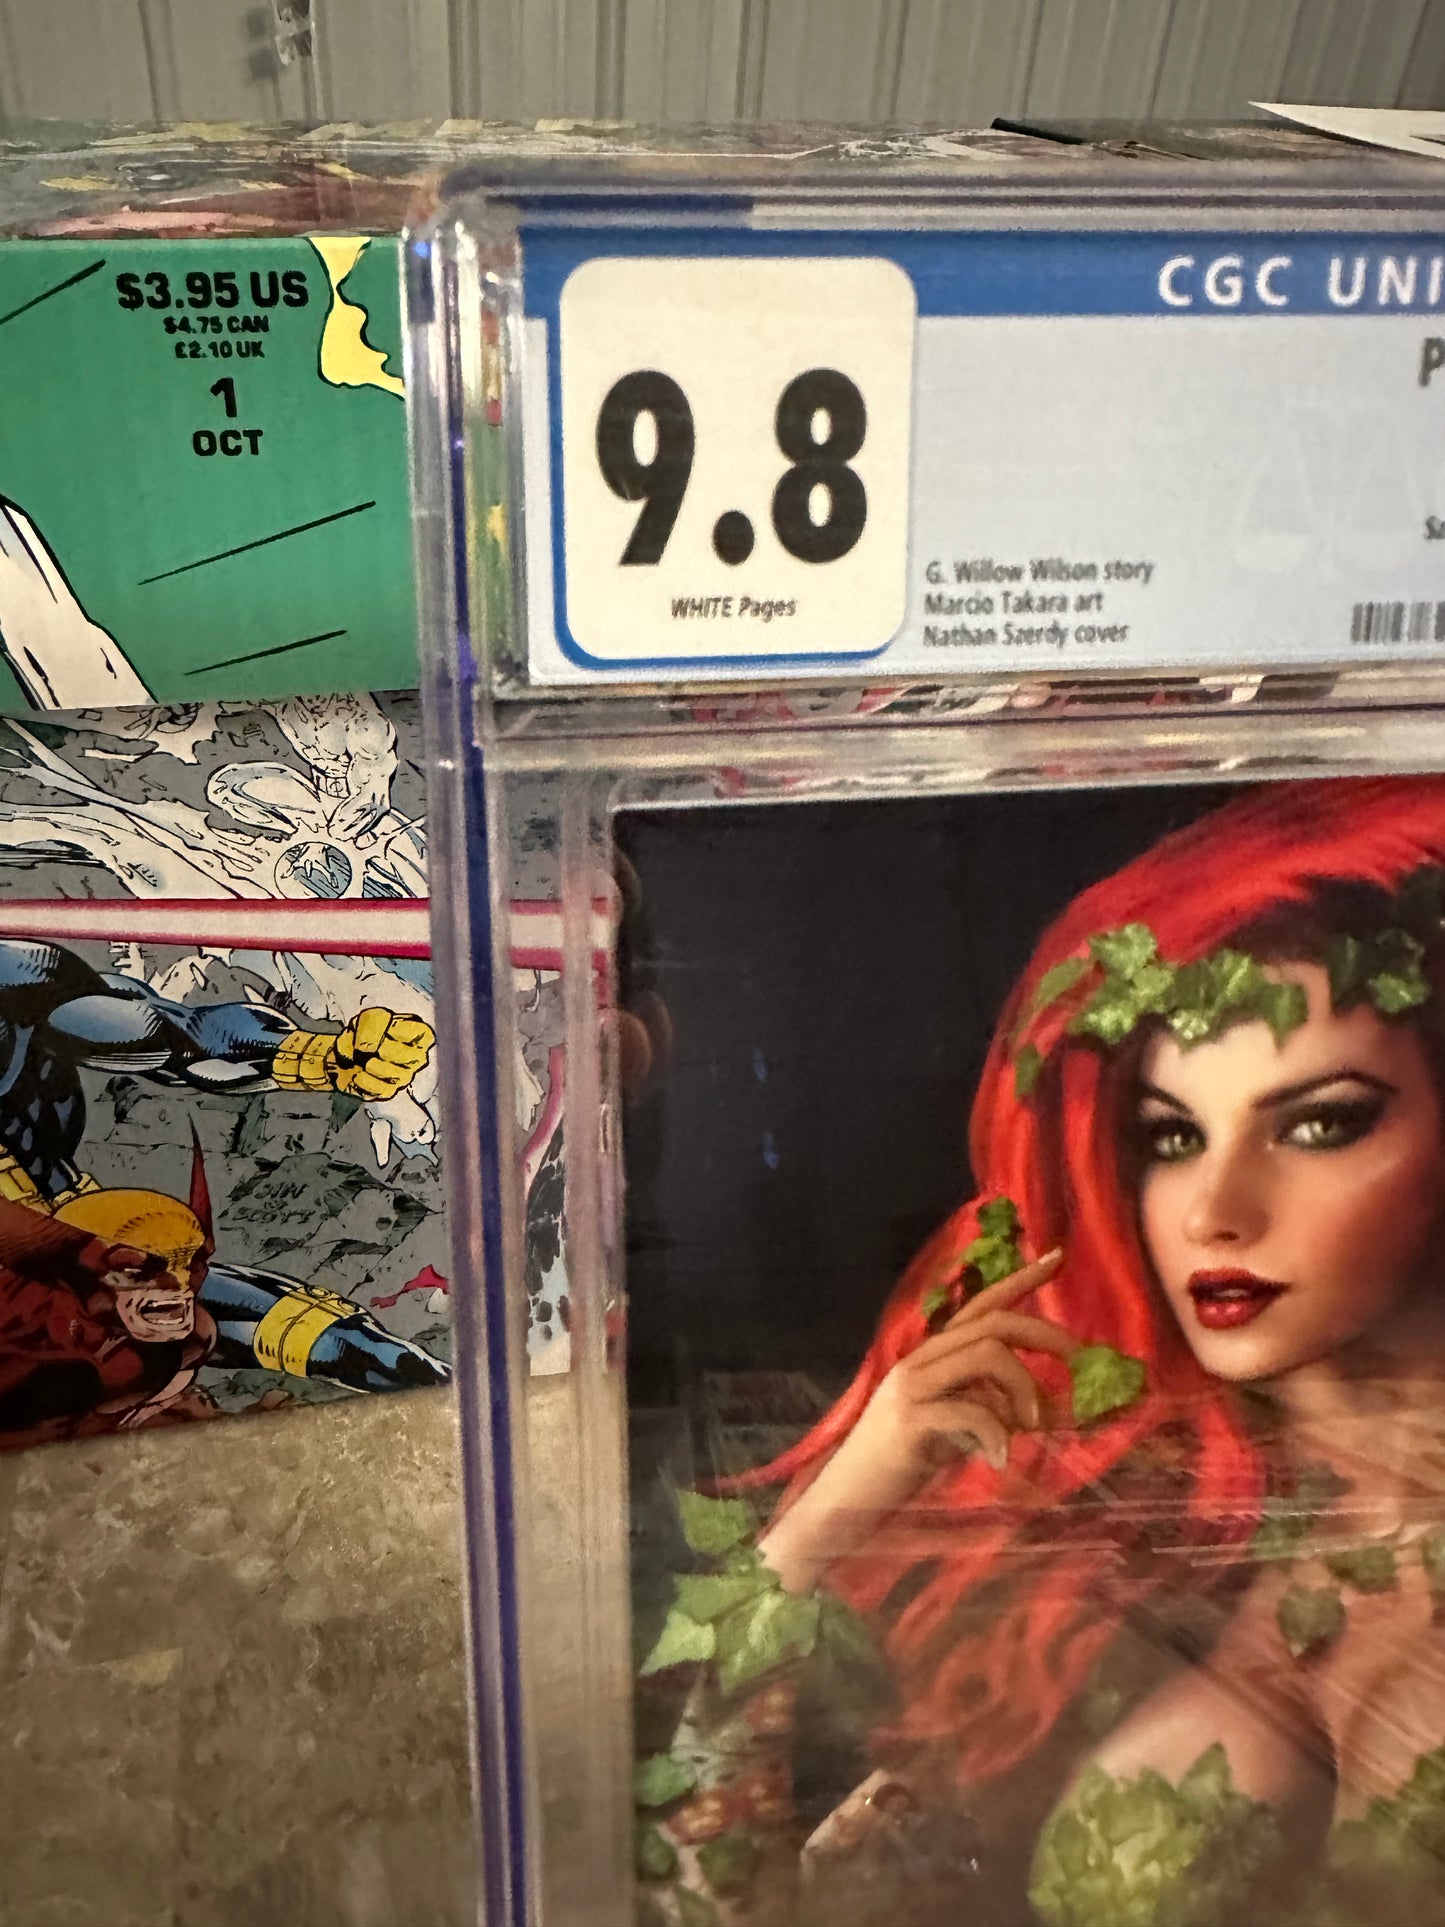 $3.95 US
$4.75 CAN
£2.10 UK
1
OCT
CGC UNI
9.8
WHITE Pages
G. Willow Wilson story
Marcio Takara art
Nathan Szerdy cover
P